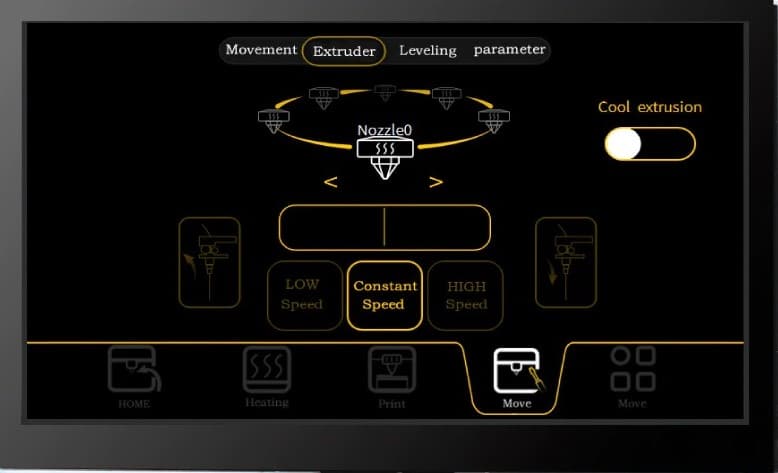 Movement Extruder Leveling parameter
Cool extrusion
Nozzle0
< >
LOW
Speed
Constant
Speed
HIGH
Speed
HOME Heating Print Move Move